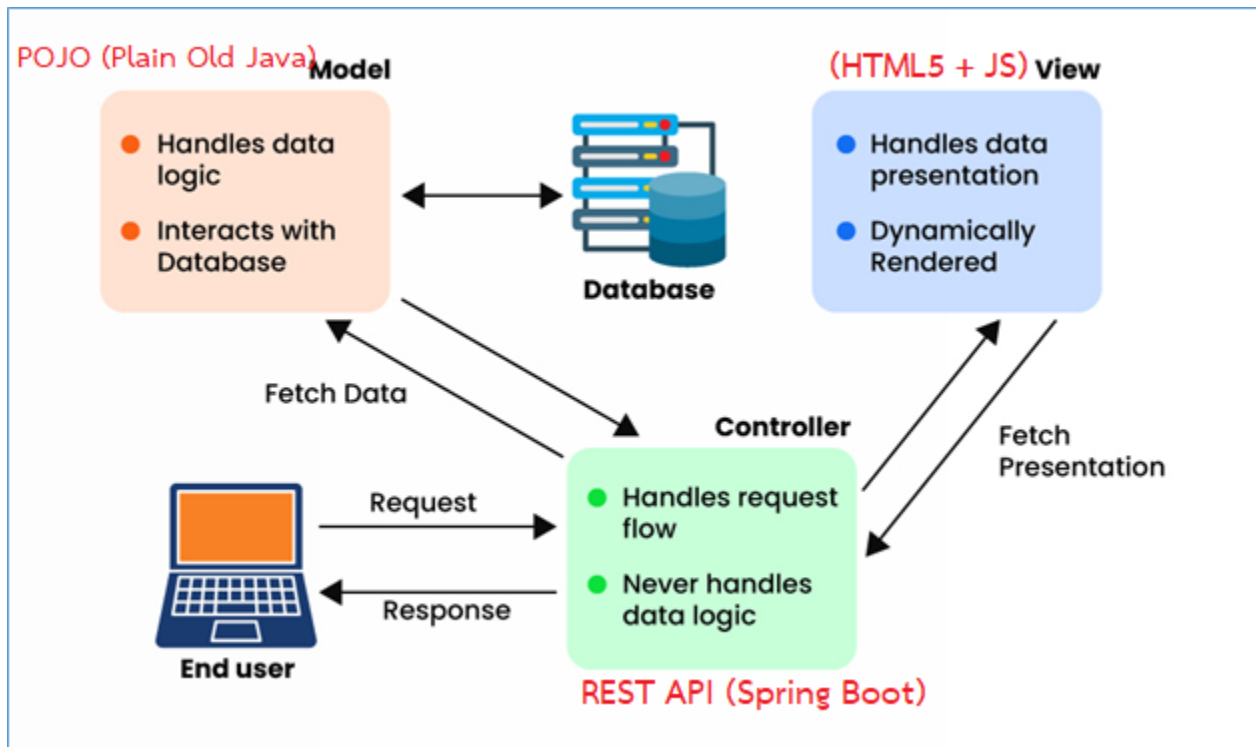 POJO (Plain Old Java)
Model
Handles data
logic
Interacts with
Database
Database
(HTML5 + JS) View
Handles data
presentation
Dynamically
Rendered
Fetch Data
Fetch
Presentation
Controller
Handles request
flow
Never handles
data logic
REST API (Spring Boot)
Request
Response
End user